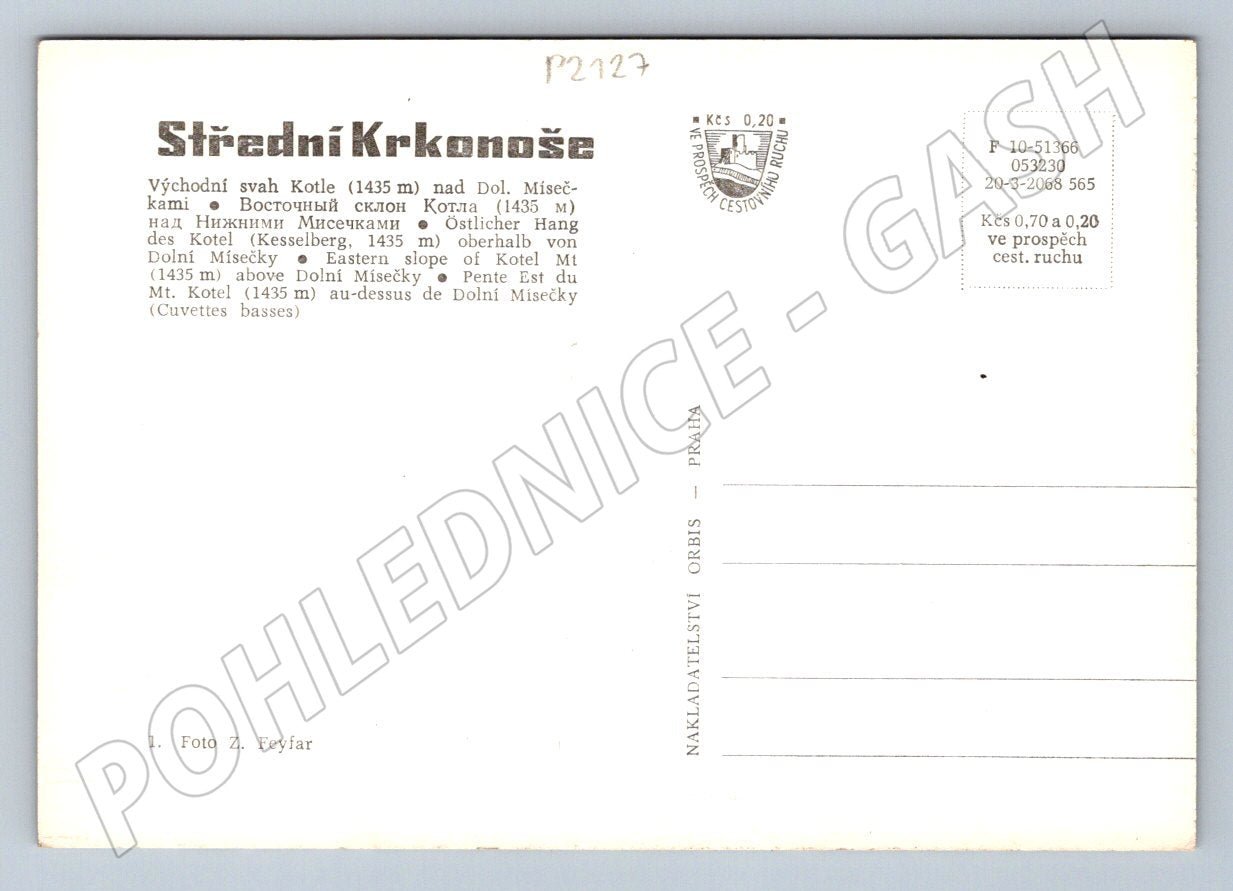 P2127
Střední Krkonoše
Východní svah Kotle (1435 m) nad Dol. Míseč-
kami ● Восточный склон Котла (1435 м)
над Нижними Мисечками ● Östlicher Hang
des Kotel (Kesselberg, 1435 m) oberhalb von
Dolní Mísečky ● Eastern slope of Kotel Mt
(1435 m) above Dolní Mísečky ● Pente Est du
Mt. Kotel (1435 m) au-dessus de Dolní Mísečky
(Cuvettes basses)
1. Foto Z. Feyfar
Kčs 0,20
VE PROSPĚCH CESTOVNÍHO RUCHU
F 10-51366
053230
20-3-2068 565
Kčs 0,70 a 0,20
ve prospěch
cest. ruchu
NAKLADATELSTVÍ ORBIS — PRAHA
POHLEDNICE - GASH